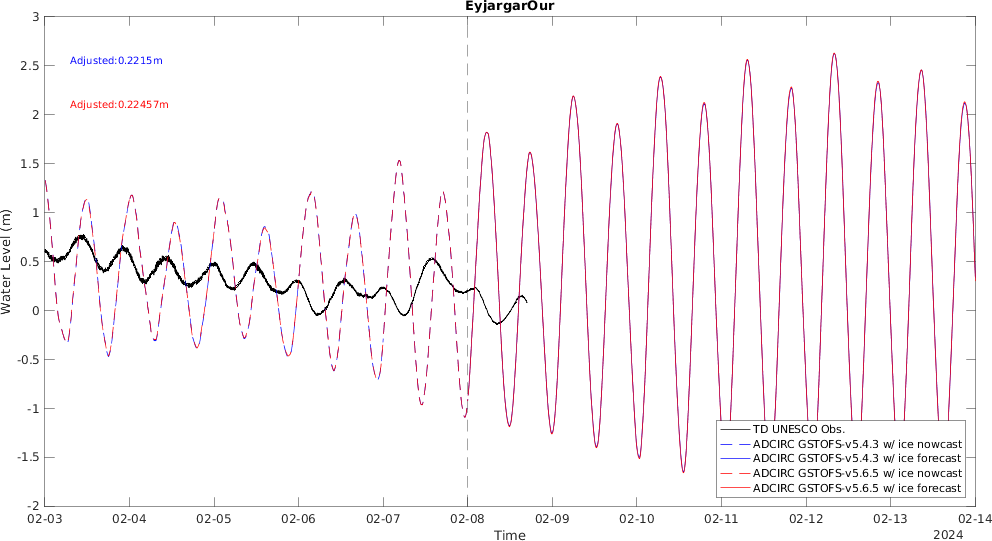 EyjargarOur
3
2.5
2
1.5
1
0.5
0
-0.5
-1
-1.5
-2
Water Level (m)
Adjusted:0.2215m
Adjusted:0.22457m
TD UNESCO Obs.
ADCIRC GSTOFS-v5.4.3 w/ ice nowcast
ADCIRC GSTOFS-v5.4.3 w/ ice forecast
ADCIRC GSTOFS-v5.6.5 w/ ice nowcast
ADCIRC GSTOFS-v5.6.5 w/ ice forecast
02-03 02-04 02-05 02-06 02-07 02-08 02-09 02-10 02-11 02-12 02-13 02-14
Time
2024